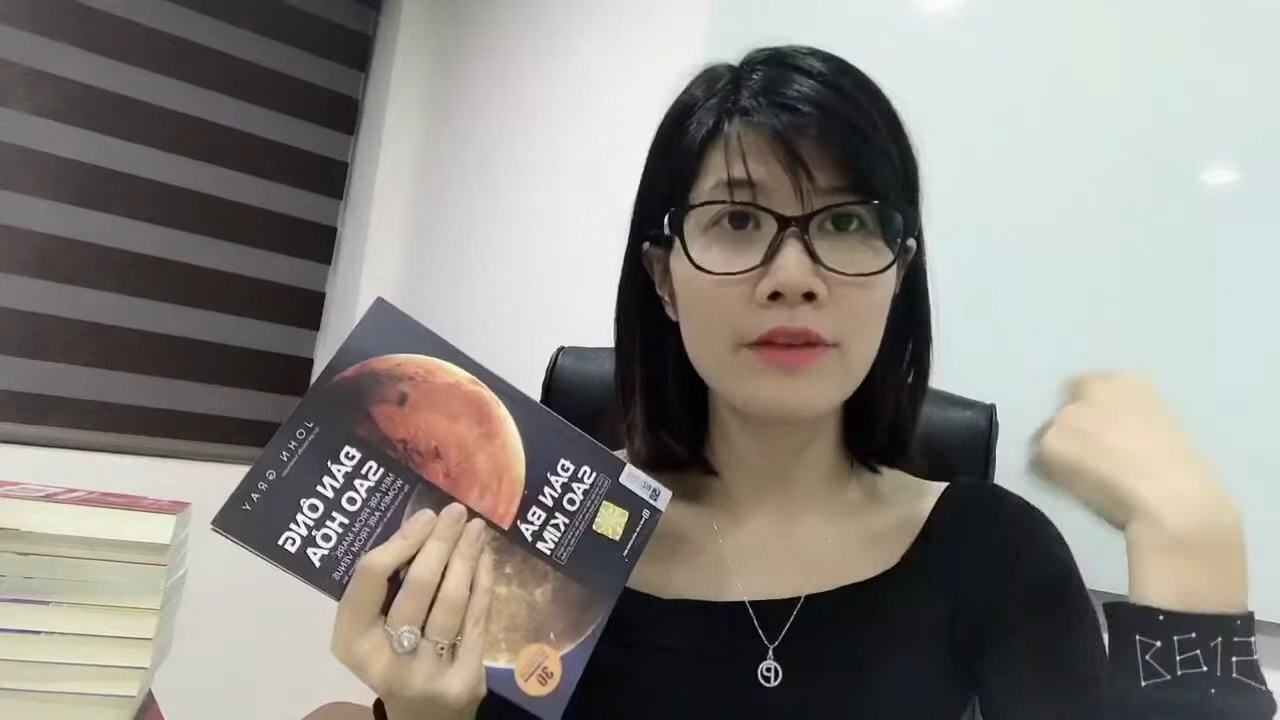 JOHN GRAY
ĐÀN ÔNG
SAO HỎA
MEN ARE FROM MARS
WOMEN ARE FROM VENUS
ĐÀN BÀ
SAO KIM
30
B612